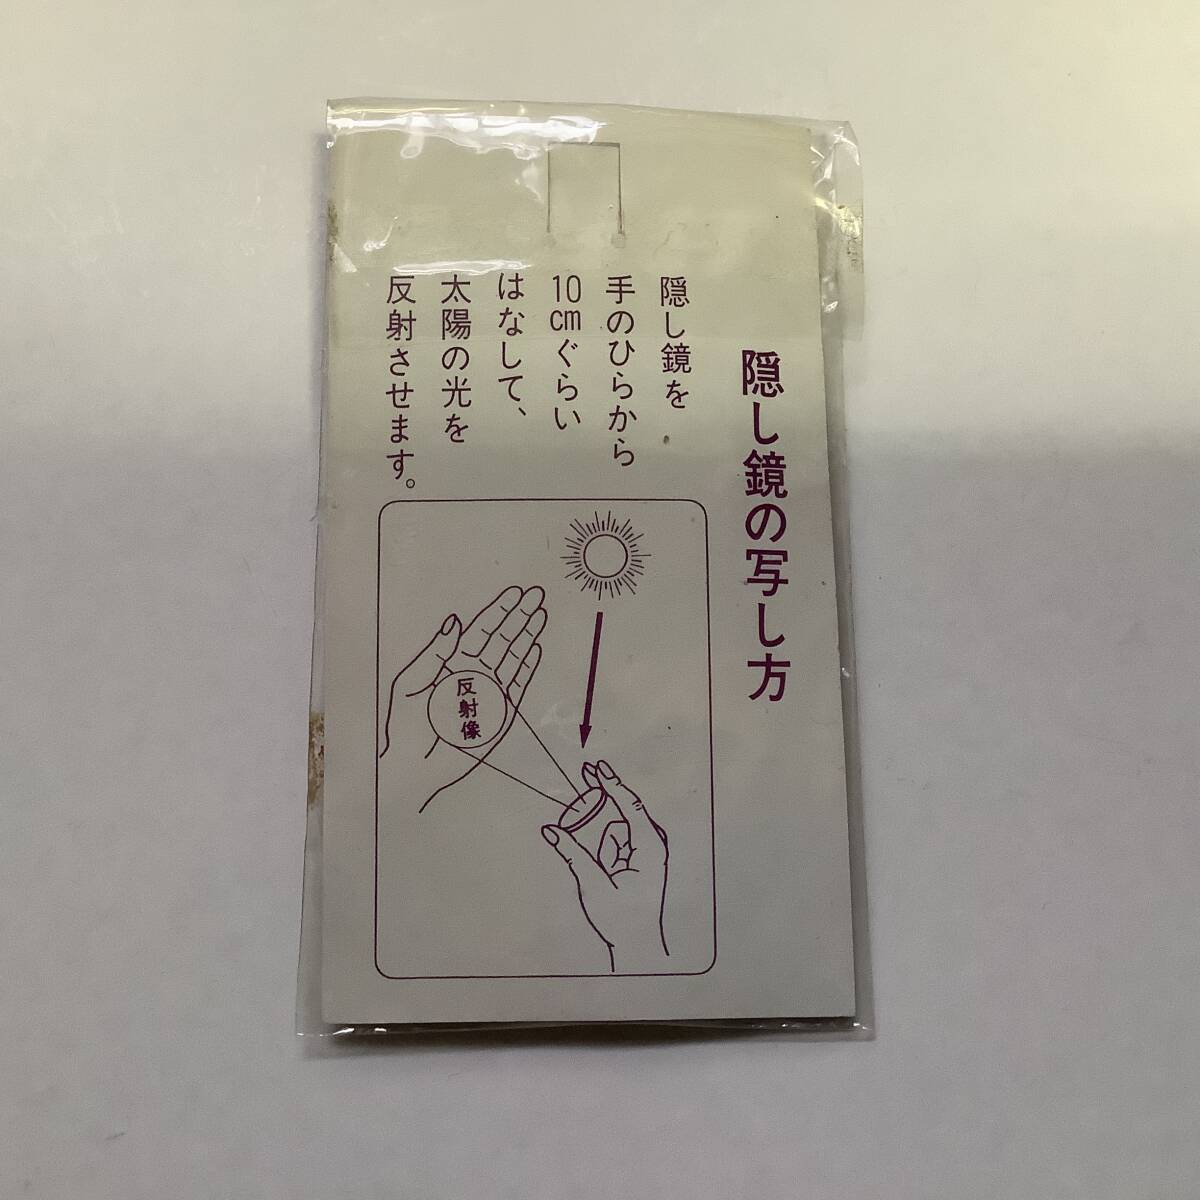 隠し鏡の写し方
隠し鏡を
手のひらから
10cmぐらい
はなして、
太陽の光を
反射させます。
反射像